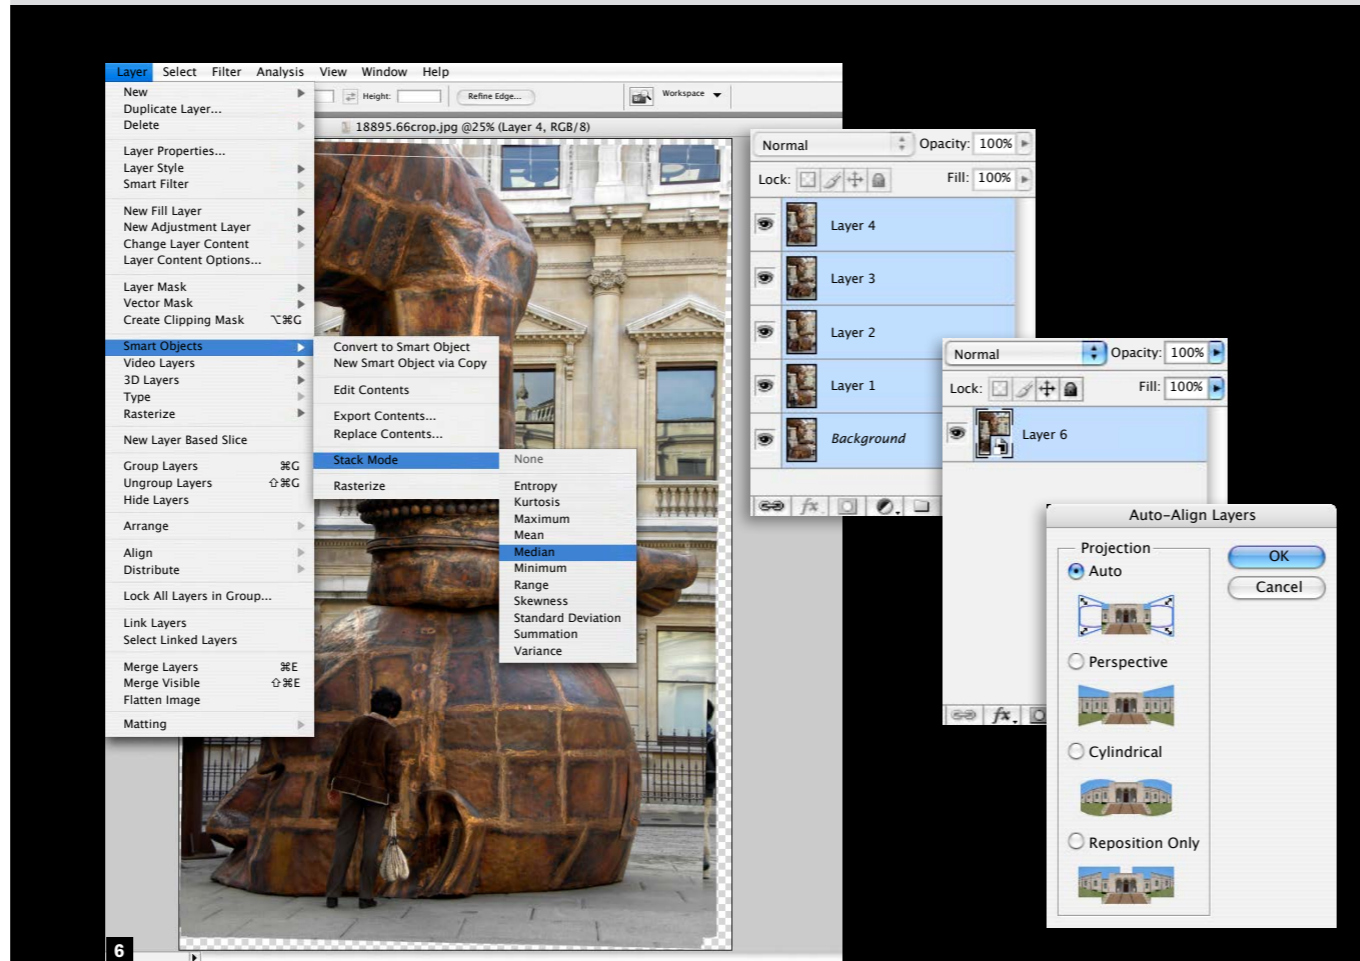 Layer Select Filter Analysis View Window Help
Height: Refine Edge... Workspace
18895.66crop.jpg @25% (Layer 4, RGB/8)
New
Duplicate Layer...
Delete
Layer Properties...
Layer Style
Smart Filter
New Fill Layer
New Adjustment Layer
Change Layer Content
Layer Content Options...
Layer Mask
Vector Mask
Create Clipping Mask ⌥⌘G
Smart Objects
Video Layers
3D Layers
Type
Rasterize
New Layer Based Slice
Group Layers ⌘G
Ungroup Layers ⇧⌘G
Hide Layers
Arrange
Align
Distribute
Lock All Layers in Group...
Link Layers
Select Linked Layers
Merge Layers ⌘E
Merge Visible ⇧⌘E
Flatten Image
Matting
Convert to Smart Object
New Smart Object via Copy
Edit Contents
Export Contents...
Replace Contents...
Stack Mode
Rasterize
None
Entropy
Kurtosis
Maximum
Mean
Median
Minimum
Range
Skewness
Standard Deviation
Summation
Variance
Normal Opacity: 100%
Lock: Fill: 100%
Layer 4
Layer 3
Layer 2
Layer 1
Background
fx
Normal Opacity: 100%
Lock: Fill: 100%
Layer 6
fx
Auto-Align Layers
Projection
Auto
Perspective
Cylindrical
Reposition Only
OK
Cancel
6